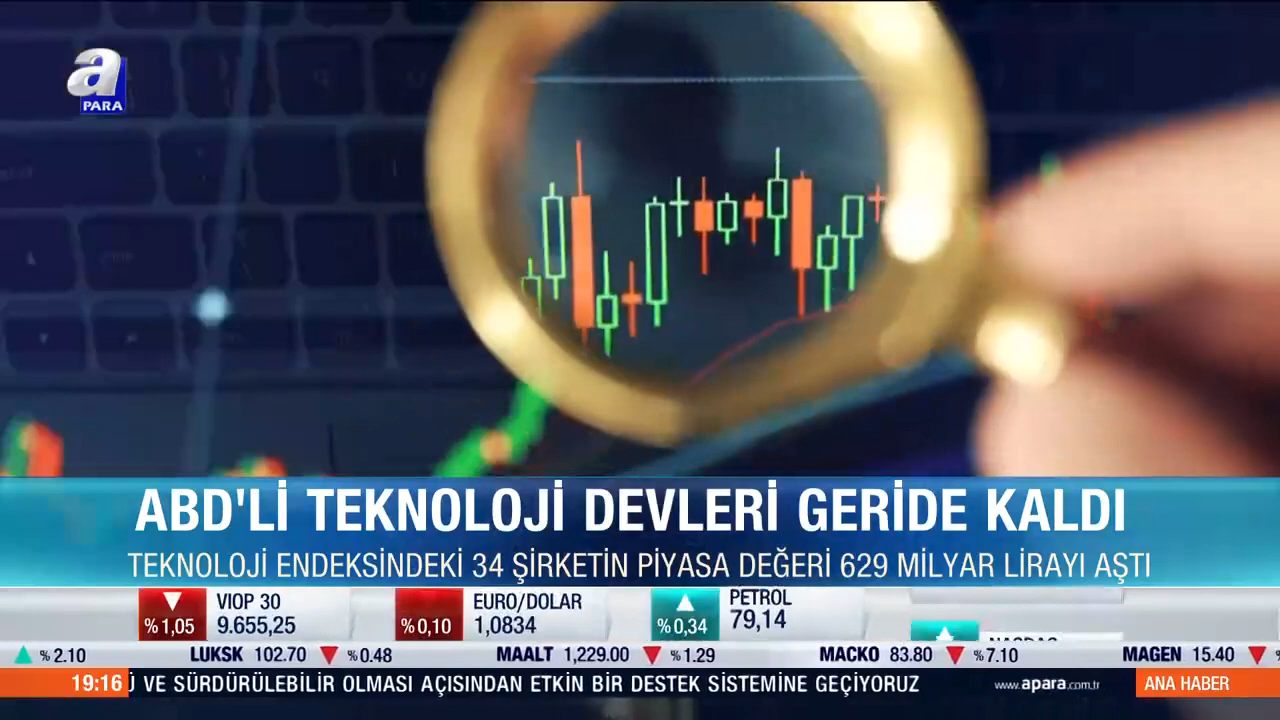 a
PARA
ABD'Lİ TEKNOLOJİ DEVLERİ GERİDE KALDI
TEKNOLOJİ ENDEKSİNDEKİ 34 ŞİRKETİN PİYASA DEĞERİ 629 MİLYAR LİRAYI AŞTI
%1,05 VIOP 30 9.655,25
%0,10 EURO/DOLAR 1,0834
%0,34 PETROL 79,14
%2.10 LUKSK 102.70 %0.48 MAALT 1,229.00 %1.29 MACKO 83.80 %7.10 MAGEN 15.40
19:16 VE SÜRDÜRÜLEBİLİR OLMASI AÇISINDAN ETKİN BİR DESTEK SİSTEMİNE GEÇİYORUZ www.apara.com.tr ANA HABER